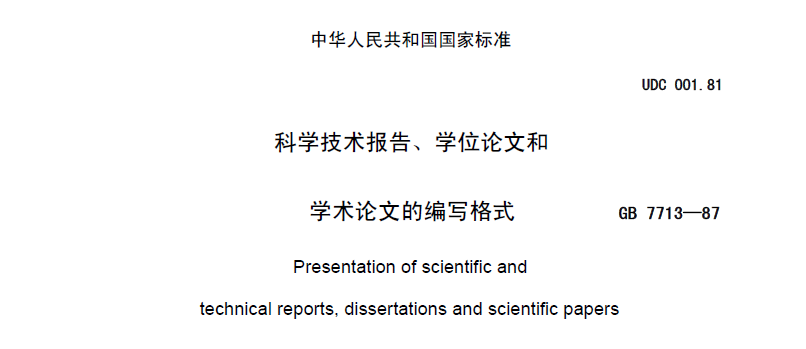 中华人民共和国国家标准
UDC 001.81
科学技术报告、学位论文和
学术论文的编写格式 GB 7713—87
Presentation of scientific and
technical reports, dissertations and scientific papers